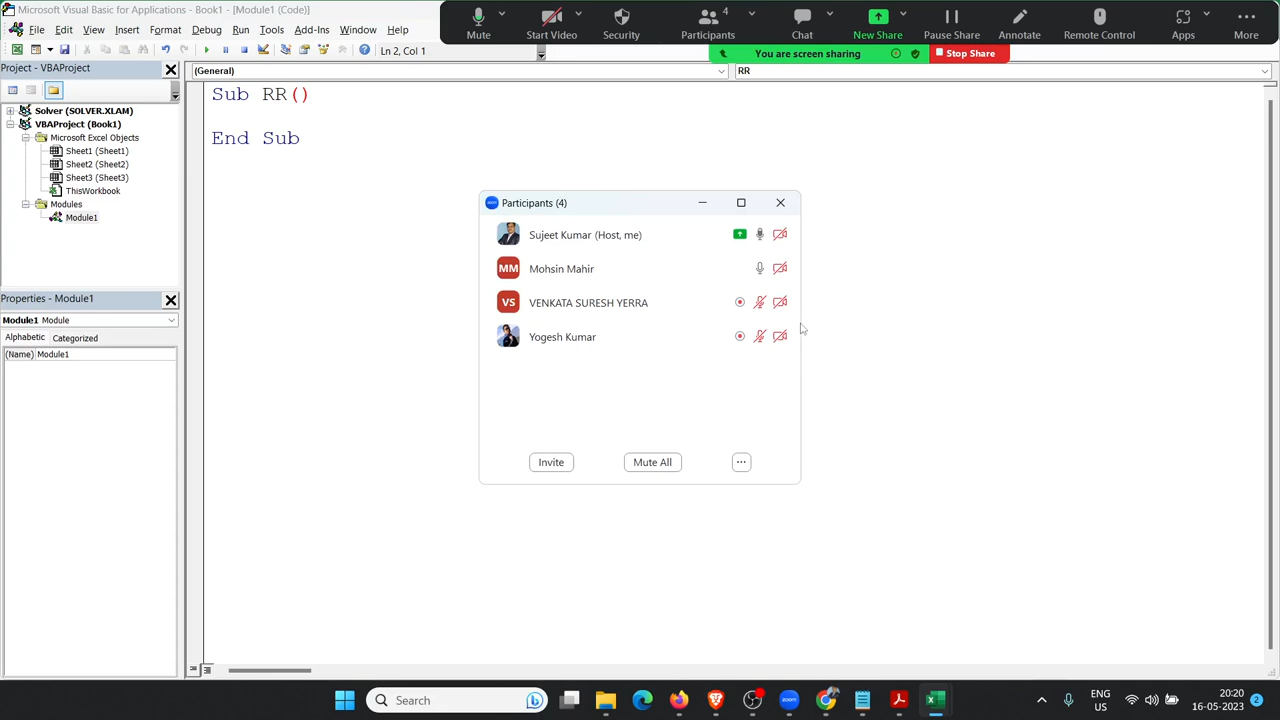 Microsoft Visual Basic for Applications - Book1 - [Module1 (Code)]
File Edit View Insert Format Debug Run Tools Add-Ins Window Help
Ln 2, Col 1
Mute
Start Video
Security
4
Participants
Chat
New Share
Pause Share
Annotate
Remote Control
Apps
More
You are screen sharing
Stop Share
Project - VBAProject
(General)
RR
Solver (SOLVER.XLAM)
VBAProject (Book1)
Microsoft Excel Objects
Sheet1 (Sheet1)
Sheet2 (Sheet2)
Sheet3 (Sheet3)
ThisWorkbook
Modules
Module1
Sub RR()
End Sub
zoom
Participants (4)
Sujeet Kumar (Host, me)
MM
Mohsin Mahir
VS
VENKATA SURESH YERRA
Yogesh Kumar
Invite
Mute All
Properties - Module1
Module1 Module
Alphabetic Categorized
(Name) Module1
Search
zoom
ENG
US
20:20
16-05-2023
2